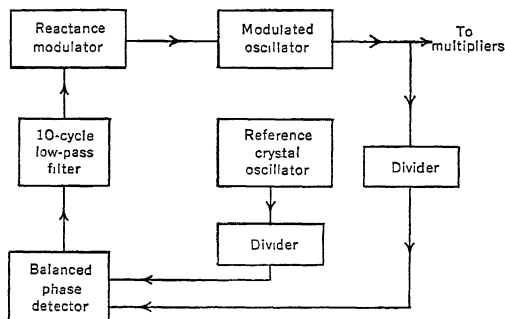 Reactance
modulator
Modulated
oscillator
To
multipliers
10-cycle
low-pass
filter
Reference
crystal
oscillator
Divider
Divider
Balanced
phase
detector